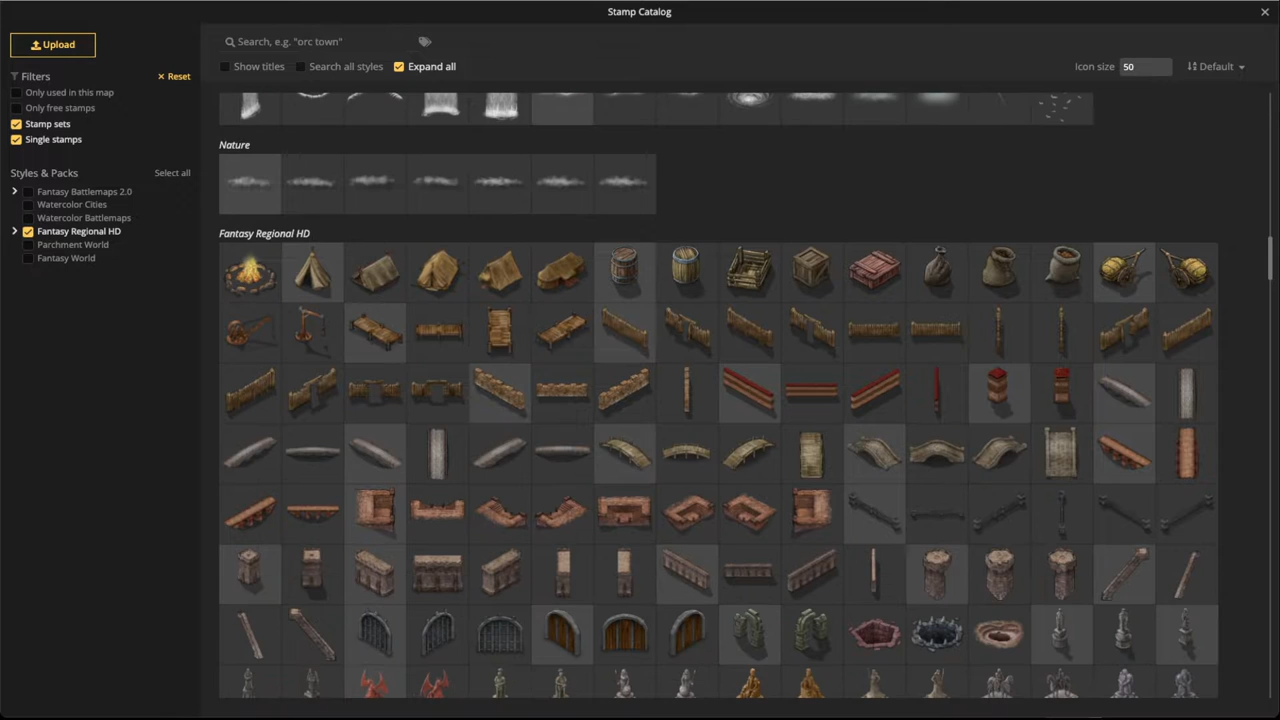 Stamp Catalog
Upload
Search, e.g. "orc town"
Show titles
Search all styles
Expand all
Icon size
50
Default
Filters
Reset
Only used in this map
Only free stamps
Stamp sets
Single stamps
Styles & Packs
Select all
Fantasy Battlemaps 2.0
Watercolor Cities
Watercolor Battlemaps
Fantasy Regional HD
Parchment World
Fantasy World
Nature
Fantasy Regional HD